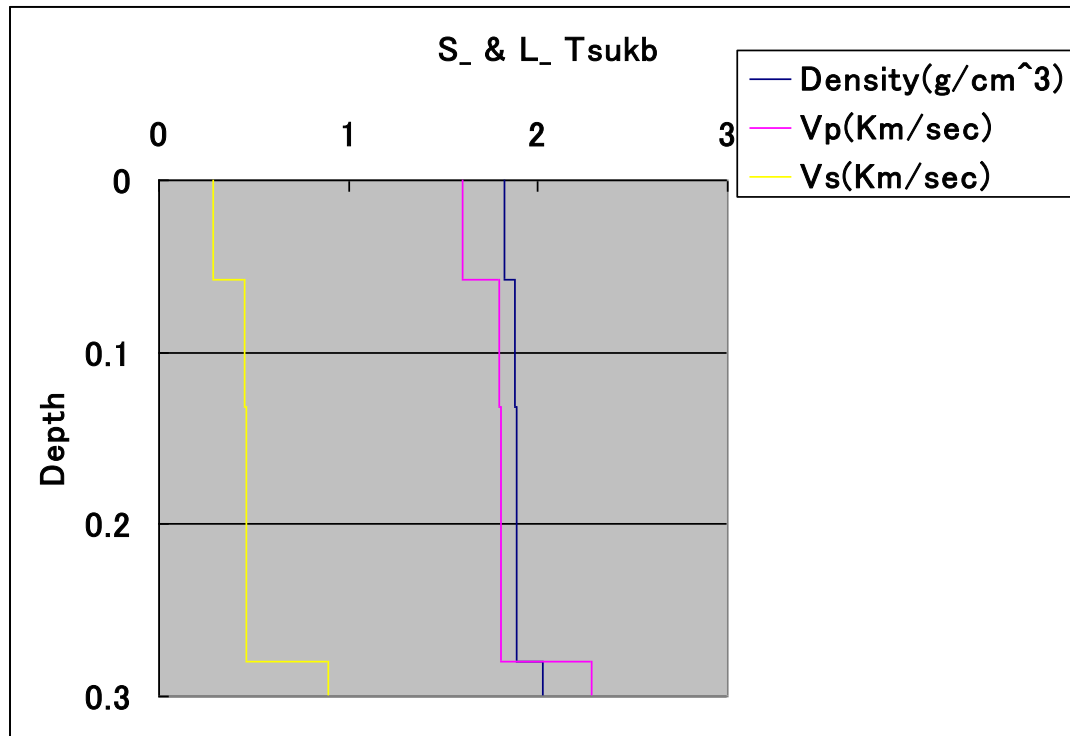 S_ & L_ Tsukb
Density(g/cm^3)
Vp(Km/sec)
Vs(Km/sec)
0 1 2 3
0
0.1
0.2
0.3
Depth